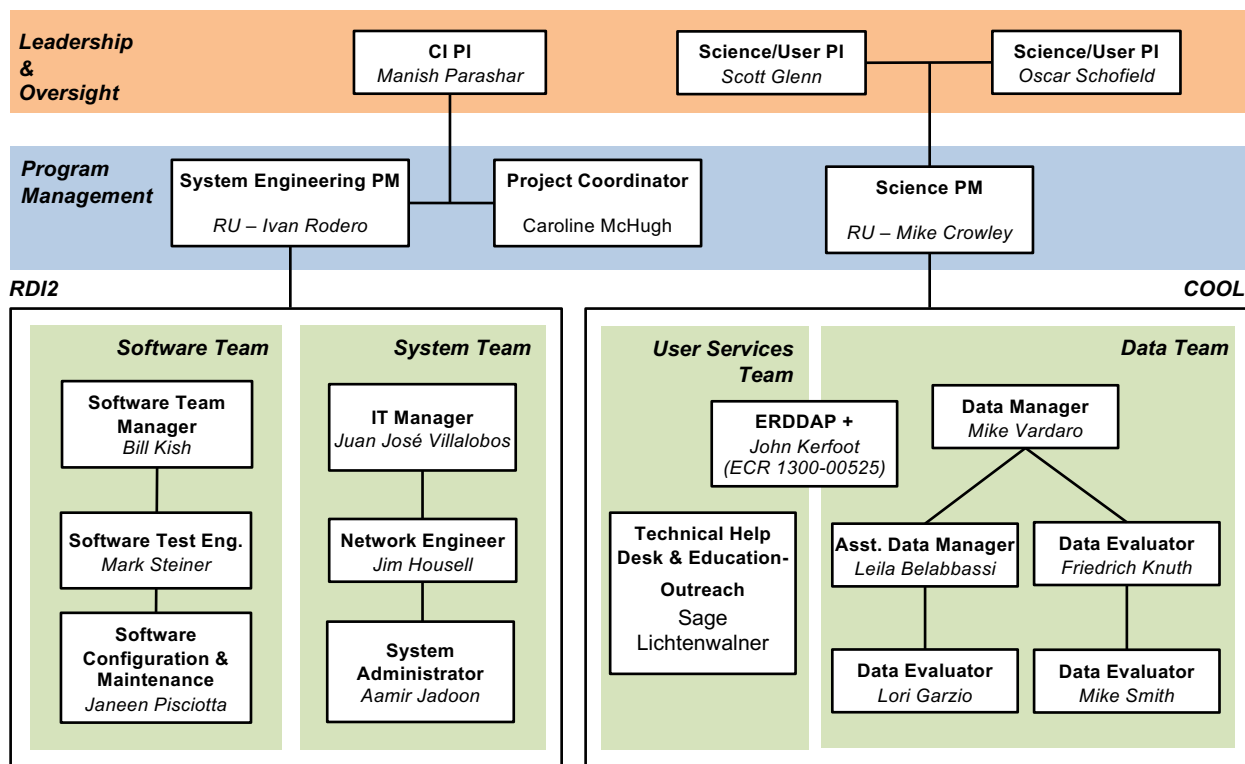 Leadership
&
Oversight
CI PI
Manish Parashar
Science/User PI
Scott Glenn
Science/User PI
Oscar Schofield
Program
Management
System Engineering PM
RU – Ivan Rodero
Project Coordinator
Caroline McHugh
Science PM
RU – Mike Crowley
RDI2
COOL
Software Team
Software Team
Manager
Bill Kish
Software Test Eng.
Mark Steiner
Software
Configuration &
Maintenance
Janeen Pisciotta
System Team
IT Manager
Juan José Villalobos
Network Engineer
Jim Housell
System
Administrator
Aamir Jadoon
User Services
Team
ERDDAP +
John Kerfoot
(ECR 1300-00525)
Technical Help
Desk & Education-
Outreach
Sage
Lichtenwalner
Data Team
Data Manager
Mike Vardaro
Asst. Data Manager
Leila Belabbassi
Data Evaluator
Friedrich Knuth
Data Evaluator
Lori Garzio
Data Evaluator
Mike Smith